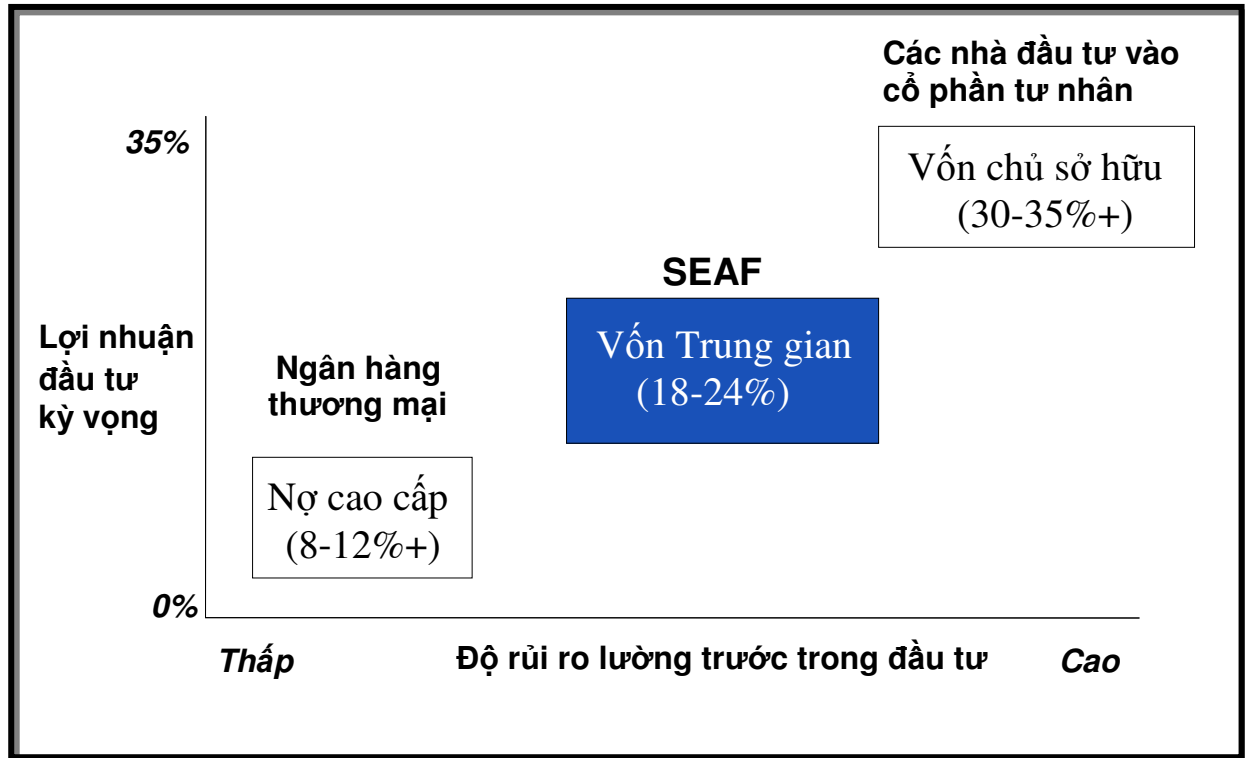 Các nhà đầu tư vào
cổ phần tư nhân
35%
Vốn chủ sở hữu
(30-35%+)
SEAF
Vốn Trung gian
(18-24%)
Lợi nhuận
đầu tư
kỳ vọng
Ngân hàng
thương mại
Nợ cao cấp
(8-12%+)
0%
Thấp
Độ rủi ro lường trước trong đầu tư
Cao